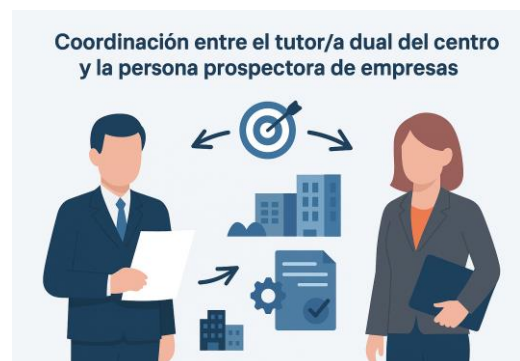 Coordinación entre el tutor/a dual del centro
y la persona prospectora de empresas